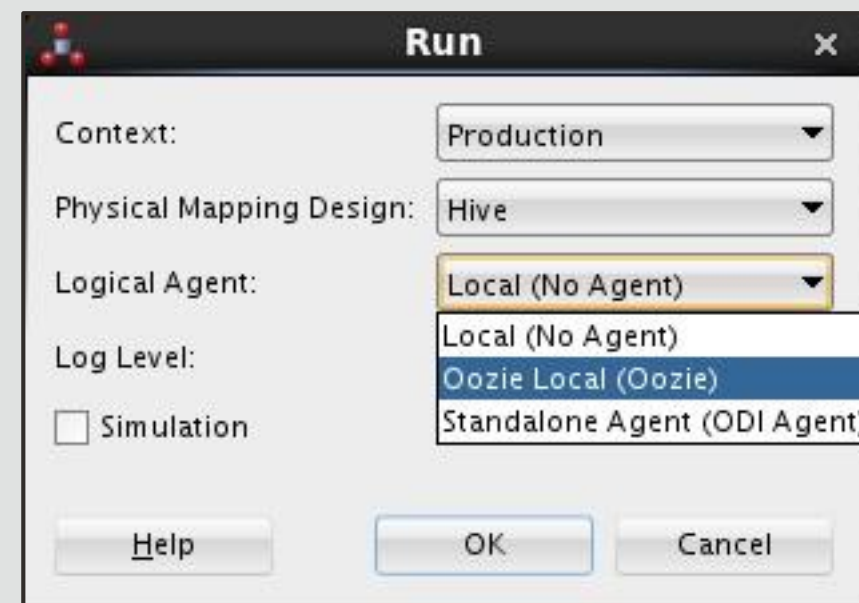 Run
Context:
Production
Physical Mapping Design:
Hive
Logical Agent:
Local (No Agent)
Local (No Agent)
Log Level:
Oozie Local (Oozie)
Simulation
Standalone Agent (ODI Agent)
Help
OK
Cancel